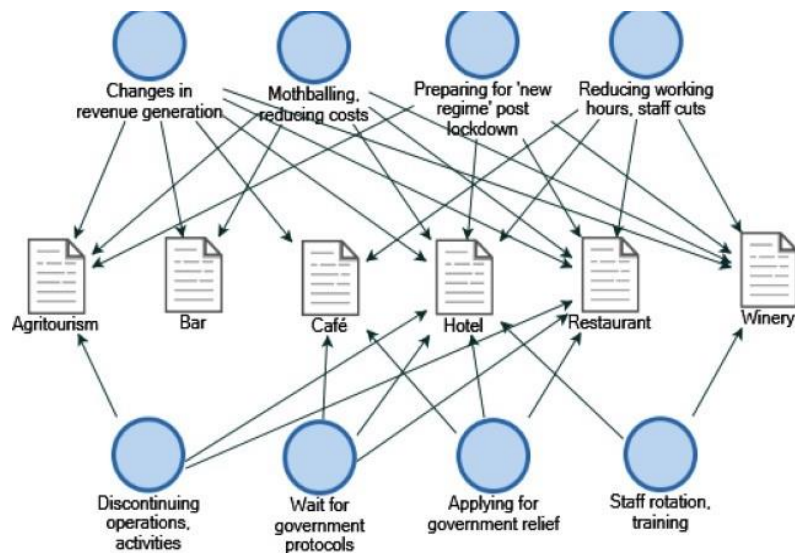 Changes in
revenue generation
Mothballing,
reducing costs
Preparing for 'new
regime' post
lockdown
Reducing working
hours, staff cuts
Agritourism
Bar
Café
Hotel
Restaurant
Winery
Discontinuing
operations,
activities
Wait for
government
protocols
Applying for
government relief
Staff rotation,
training